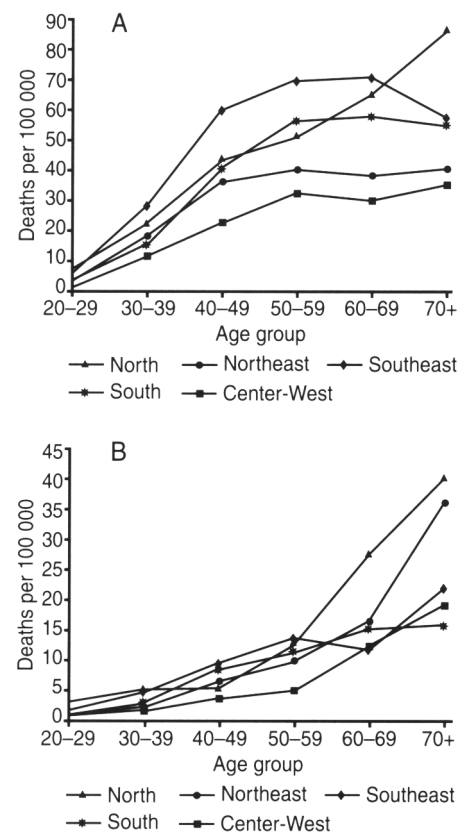 A
Deaths per 100 000
90
80
70
60
50
40
30
20
10
0
20–29 30–39 40–49 50–59 60–69 70+
Age group
North Northeast Southeast
South Center-West
B
Deaths per 100 000
45
40
35
30
25
20
15
10
5
0
20–29 30–39 40–49 50–59 60–69 70+
Age group
North Northeast Southeast
South Center-West